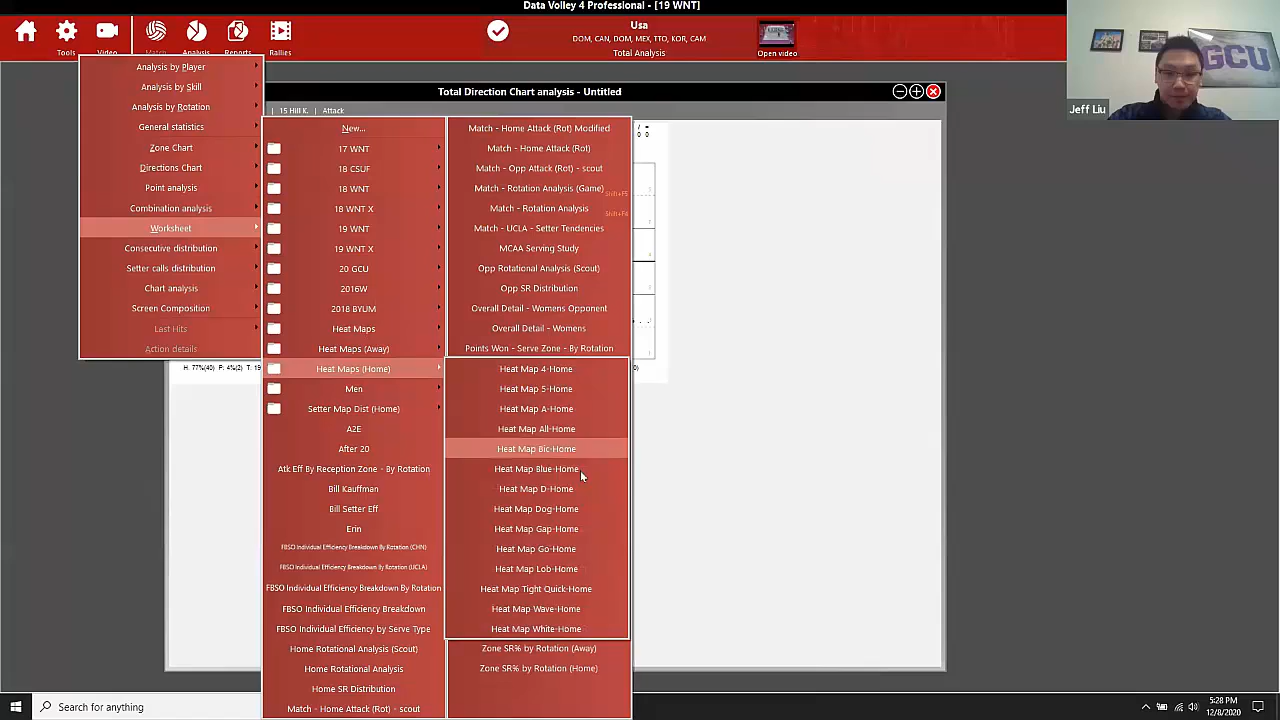 Data Volley 4 Professional - [19 WNT]
Tools
Video
Match
Analysis
Reports
Rallies
Usa
DOM, CAN, DOM, MEX, TTO, KOR, CAM
Total Analysis
Open video
GCU
Jeff Liu
Total Direction Chart analysis - Untitled
| 15 Hill K. | Attack
Analysis by Player
Analysis by Skill
Analysis by Rotation
General statistics
Zone Chart
Directions Chart
Point analysis
Combination analysis
Worksheet
Consecutive distribution
Setter calls distribution
Chart analysis
Screen Composition
Last Hits
Action details
H: 77%(40) P: 4%(2) T: 19
New...
17 WNT
18 CSUF
18 WNT
18 WNT X
19 WNT
19 WNT X
20 GCU
2016W
2018 BYUM
Heat Maps
Heat Maps (Away)
Heat Maps (Home)
Men
Setter Map Dist (Home)
A2E
After 20
Atk Eff By Reception Zone - By Rotation
Bill Kauffman
Bill Setter Eff
Erin
FBSO Individual Efficiency Breakdown By Rotation (CHN)
FBSO Individual Efficiency Breakdown By Rotation (UCLA)
FBSO Individual Efficiency Breakdown By Rotation
FBSO Individual Efficiency Breakdown
FBSO Individual Efficiency by Serve Type
Home Rotational Analysis (Scout)
Home Rotational Analysis
Home SR Distribution
Match - Home Attack (Rot) - scout
Match - Home Attack (Rot) Modified
Match - Home Attack (Rot)
Match - Opp Attack (Rot) - scout
Match - Rotation Analysis (Game) Shift+F5
Match - Rotation Analysis Shift+F4
Match - UCLA - Setter Tendencies
MCAA Serving Study
Opp Rotational Analysis (Scout)
Opp SR Distribution
Overall Detail - Womens Opponent
Overall Detail - Womens
Points Won - Serve Zone - By Rotation
Heat Map 4-Home
Heat Map 5-Home
Heat Map A-Home
Heat Map All-Home
Heat Map Bic-Home
Heat Map Blue-Home
Heat Map D-Home
Heat Map Dog-Home
Heat Map Gap-Home
Heat Map Go-Home
Heat Map Lob-Home
Heat Map Tight Quick-Home
Heat Map Wave-Home
Heat Map White-Home
Zone SR% by Rotation (Away)
Zone SR% by Rotation (Home)
/ =
0 0
Search for anything
5:28 PM
12/8/2020